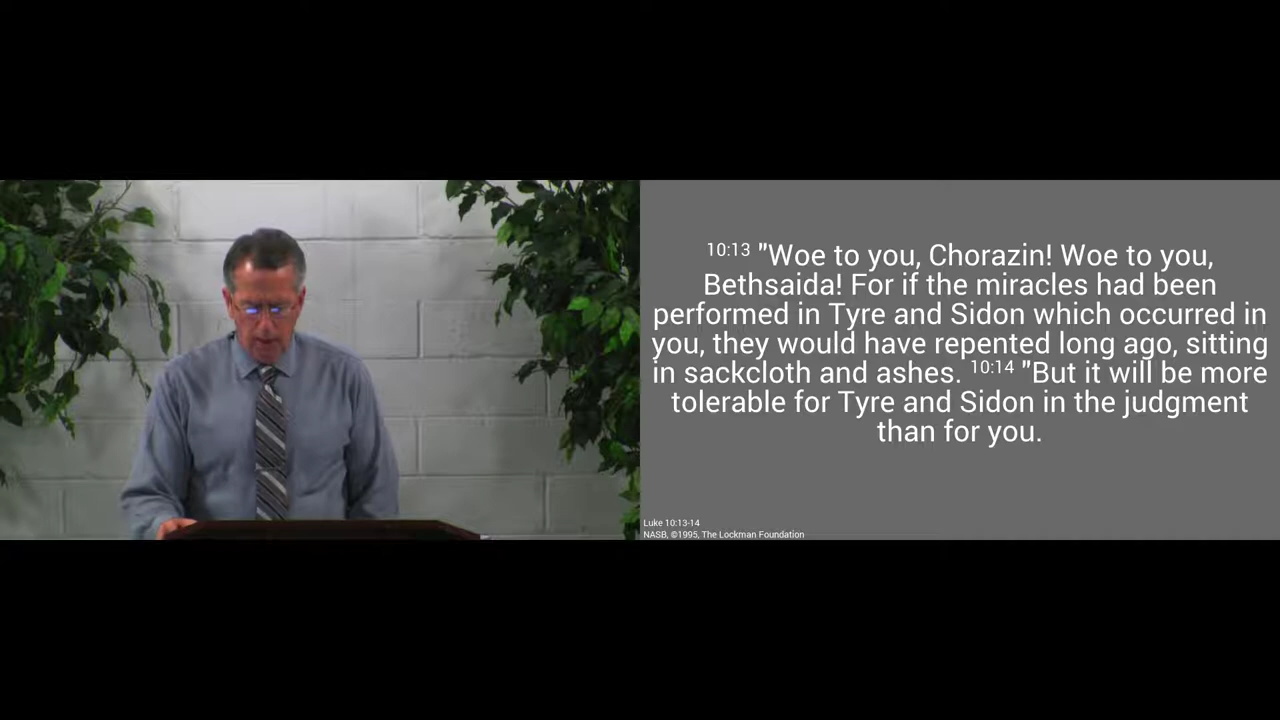 10:13 "Woe to you, Chorazin! Woe to you,
Bethsaida! For if the miracles had been
performed in Tyre and Sidon which occurred in
you, they would have repented long ago, sitting
in sackcloth and ashes. 10:14 "But it will be more
tolerable for Tyre and Sidon in the judgment
than for you.
Luke 10:13-14
NASB, ©1995, The Lockman Foundation